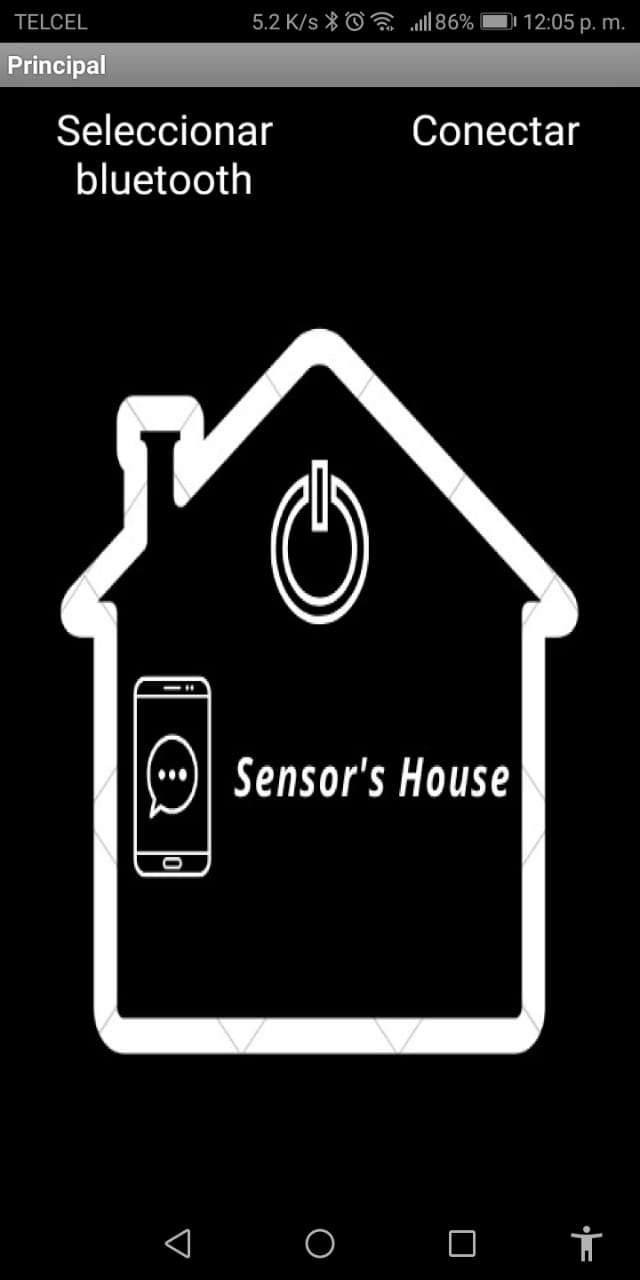 TELCEL 5.2 K/s 86% 12:05 p. m.
Principal
Seleccionar Conectar
bluetooth
Sensor's House